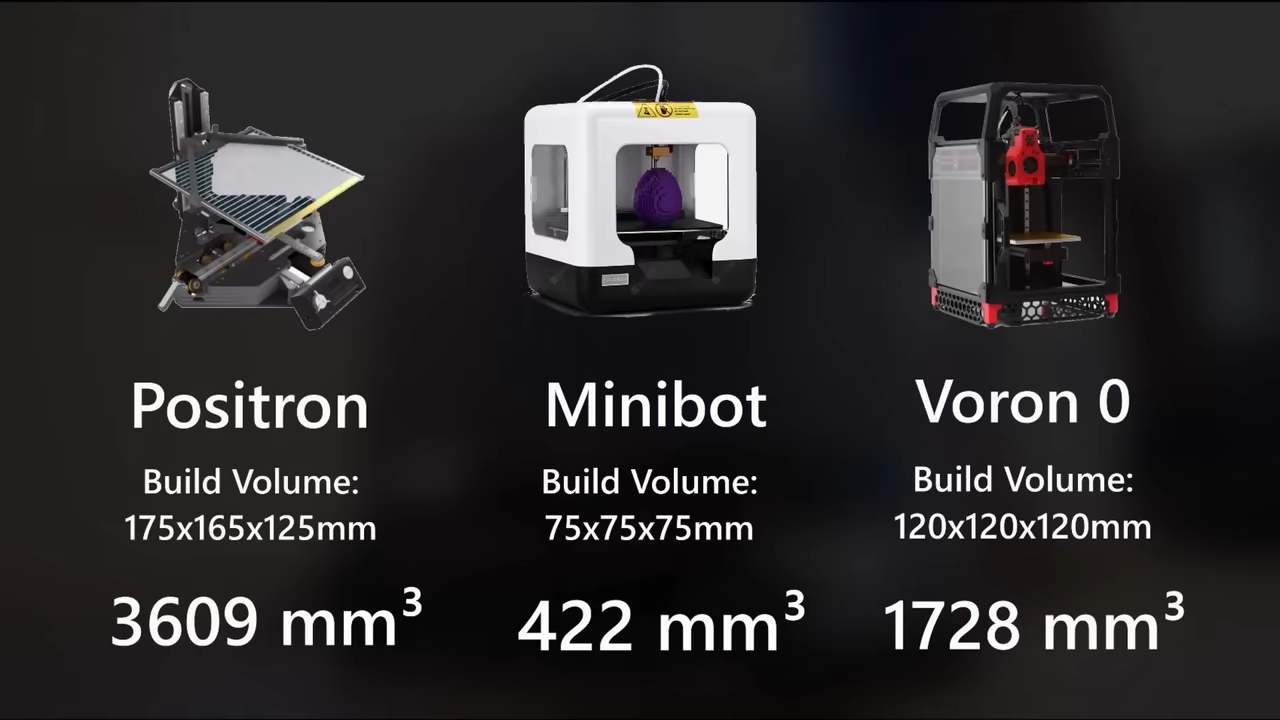 Positron
Build Volume:
175x165x125mm
3609 mm³
Minibot
Build Volume:
75x75x75mm
422 mm³
Voron 0
Build Volume:
120x120x120mm
1728 mm³